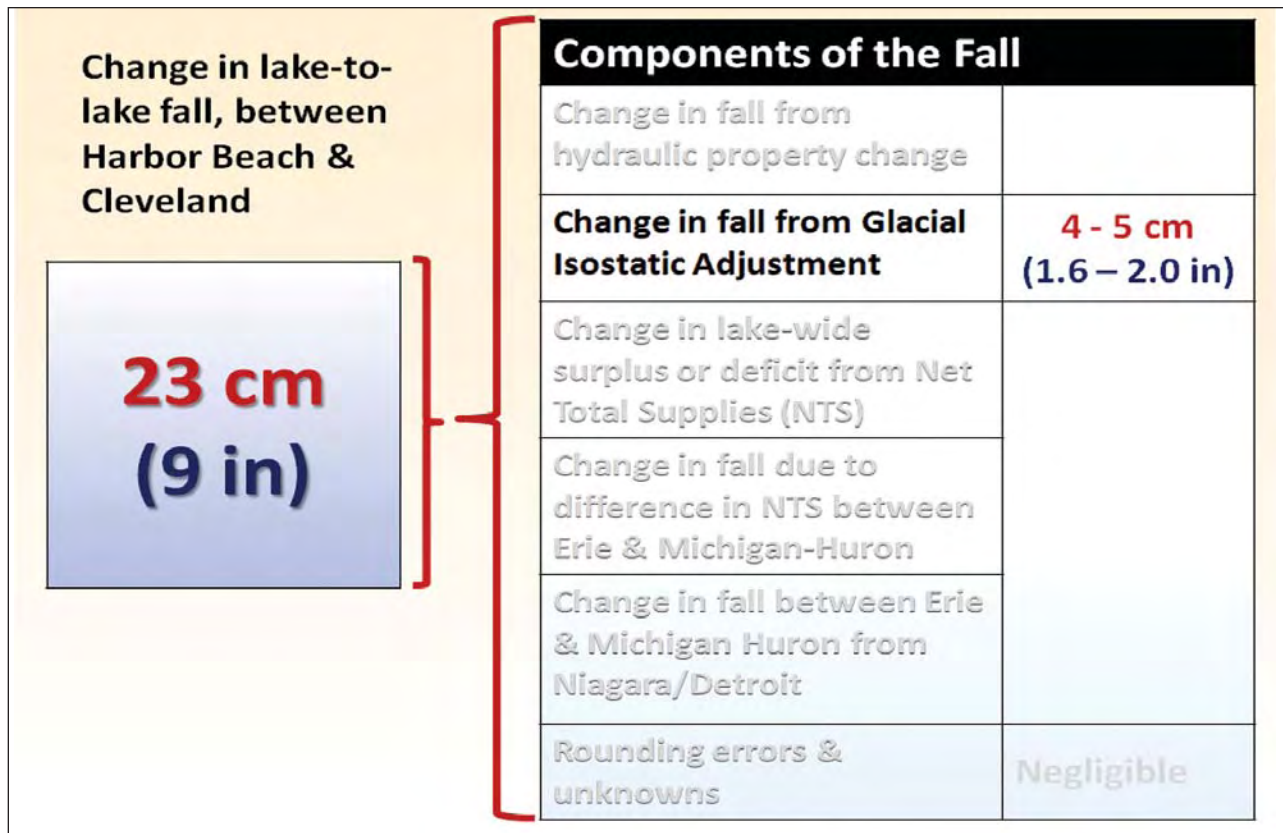 Change in lake-to-
lake fall, between
Harbor Beach &
Cleveland
23 cm
(9 in)
Components of the Fall
Change in fall from
hydraulic property change
Change in fall from Glacial
Isostatic Adjustment
4 - 5 cm
(1.6 – 2.0 in)
Change in lake-wide
surplus or deficit from Net
Total Supplies (NTS)
Change in fall due to
difference in NTS between
Erie & Michigan-Huron
Change in fall between Erie
& Michigan Huron from
Niagara/Detroit
Rounding errors &
unknowns
Negligible